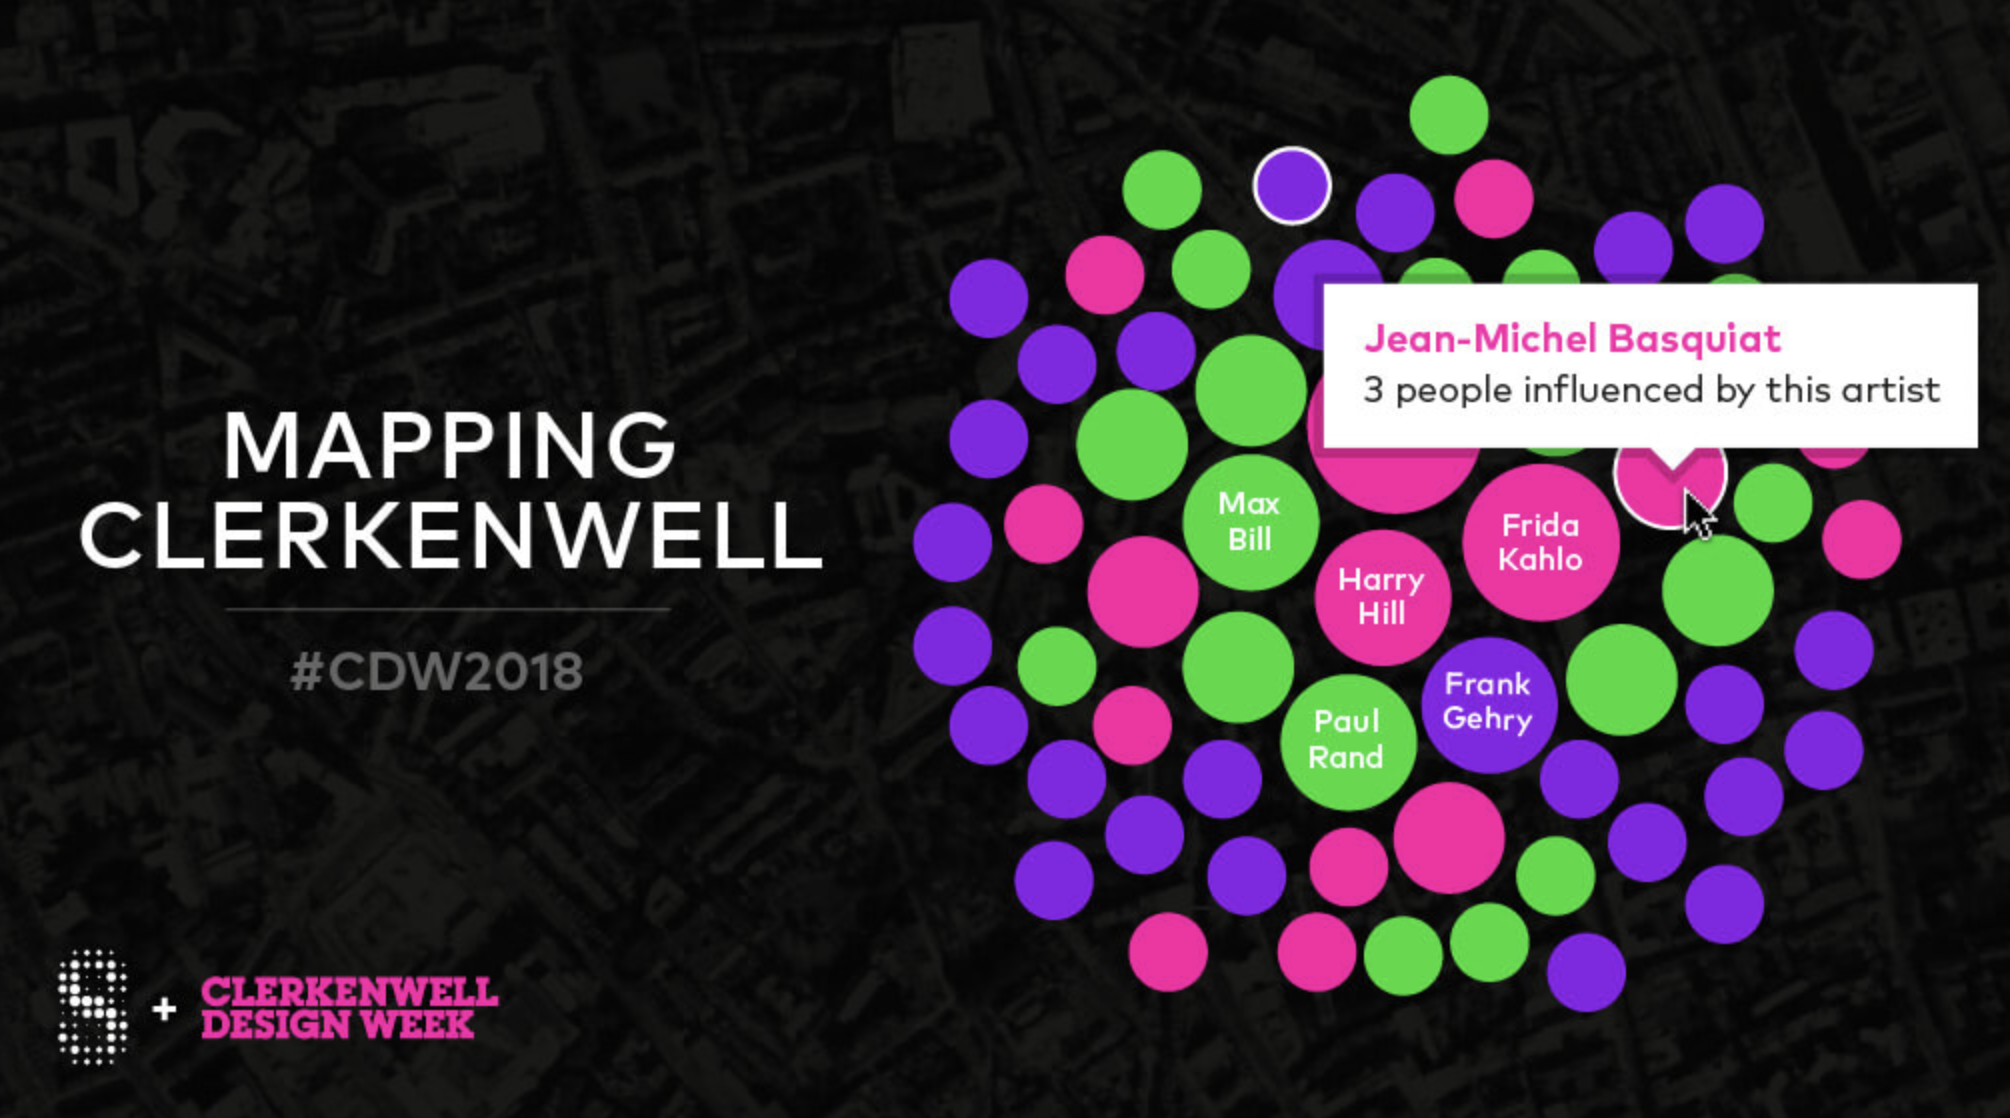 MAPPING
CLERKENWELL
#CDW2018
+ CLERKENWELL
DESIGN WEEK
Jean-Michel Basquiat
3 people influenced by this artist
Max
Bill
Frida
Kahlo
Harry
Hill
Frank
Gehry
Paul
Rand